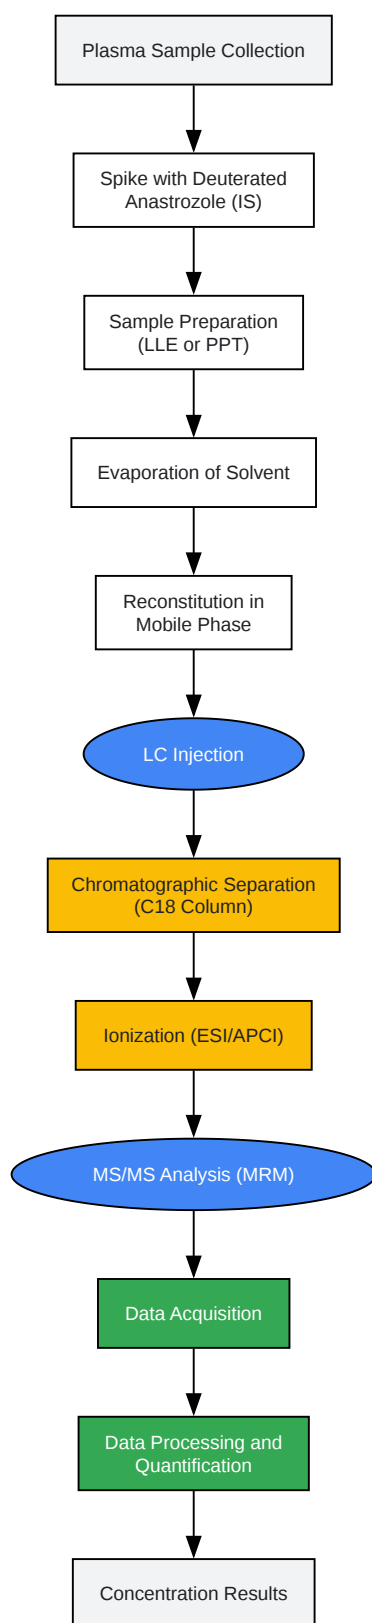 Plasma Sample Collection
Spike with Deuterated
Anastrozole (IS)
Sample Preparation
(LLE or PPT)
Evaporation of Solvent
Reconstitution in
Mobile Phase
LC Injection
Chromatographic Separation
(C18 Column)
Ionization (ESI/APCI)
MS/MS Analysis (MRM)
Data Acquisition
Data Processing and
Quantification
Concentration Results